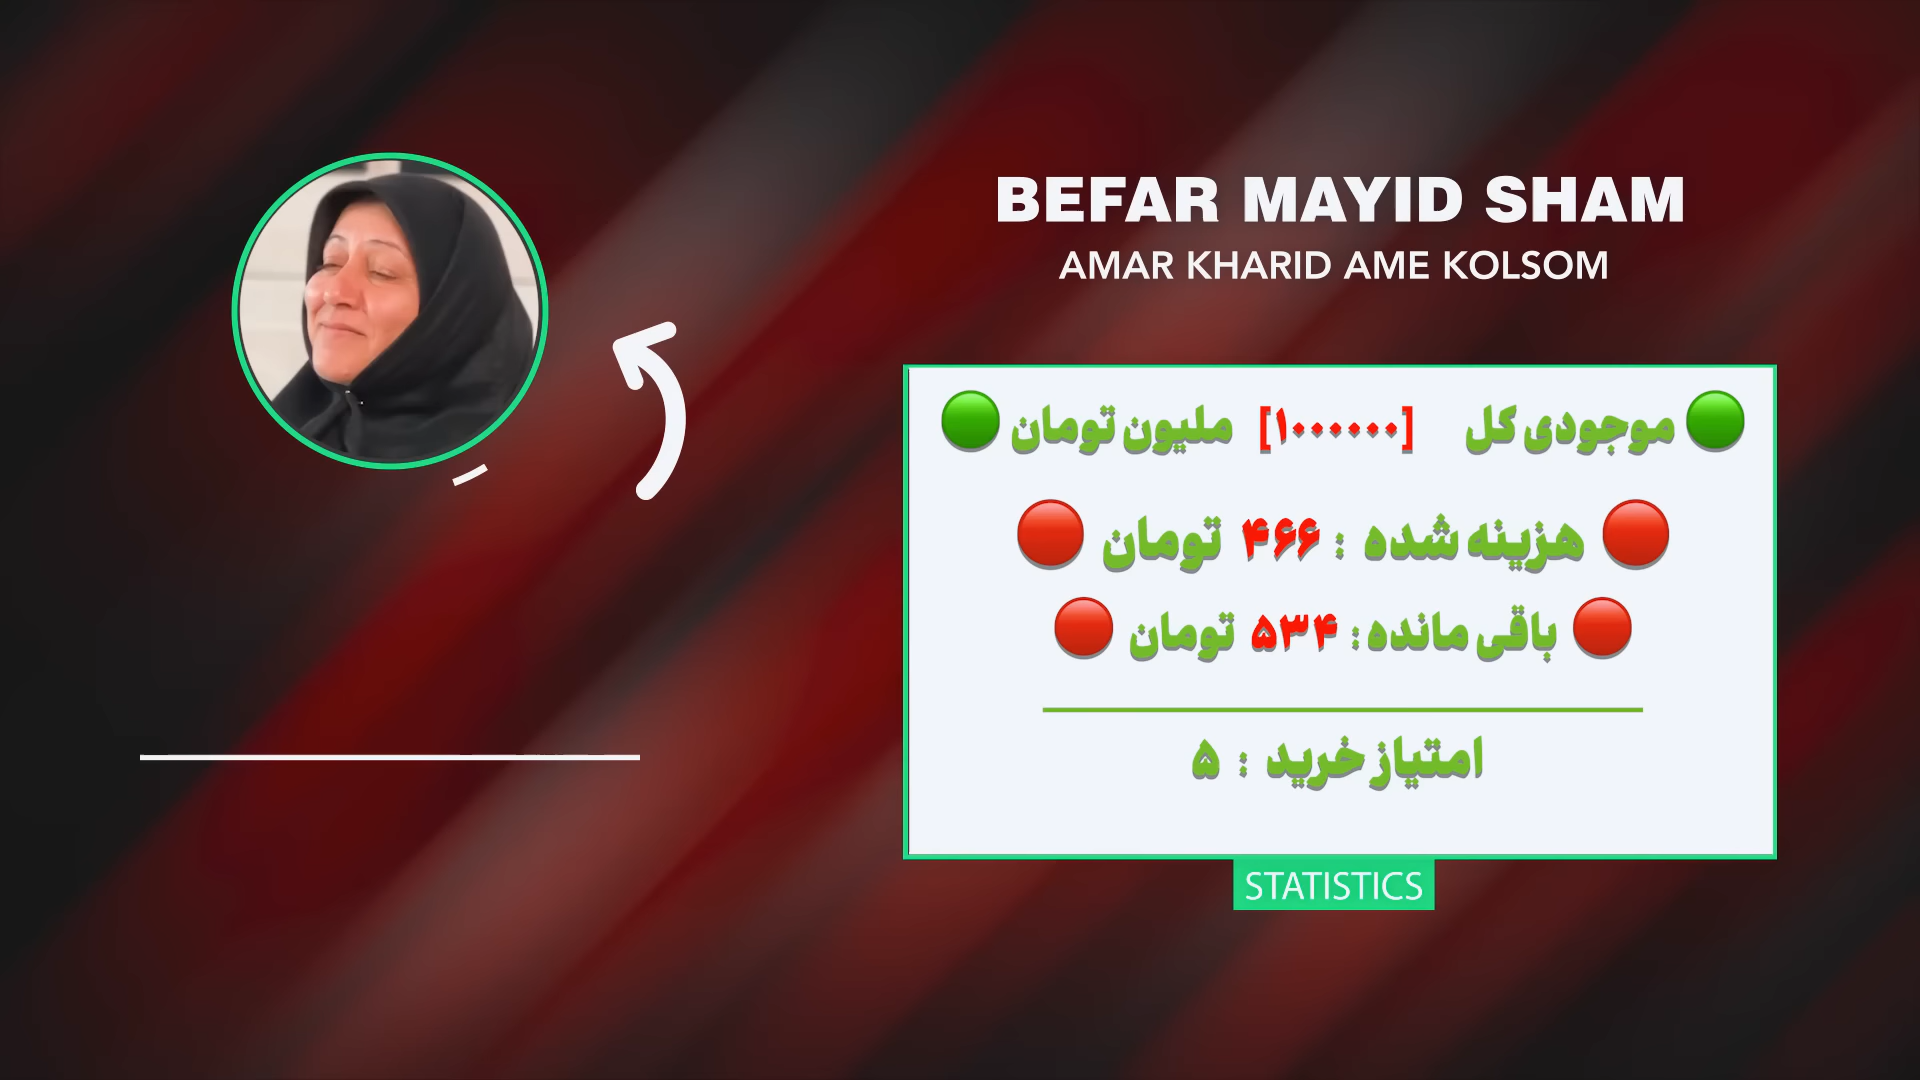 BEFAR MAYID SHAM
AMAR KHARID AME KOLSOM
موجودی کل [۱۰۰۰۰۰۰] ملیون تومان
هزینه شده : ۴۶۶ تومان
باقی مانده : ۵۳۴ تومان
امتیاز خرید : ۵
STATISTICS